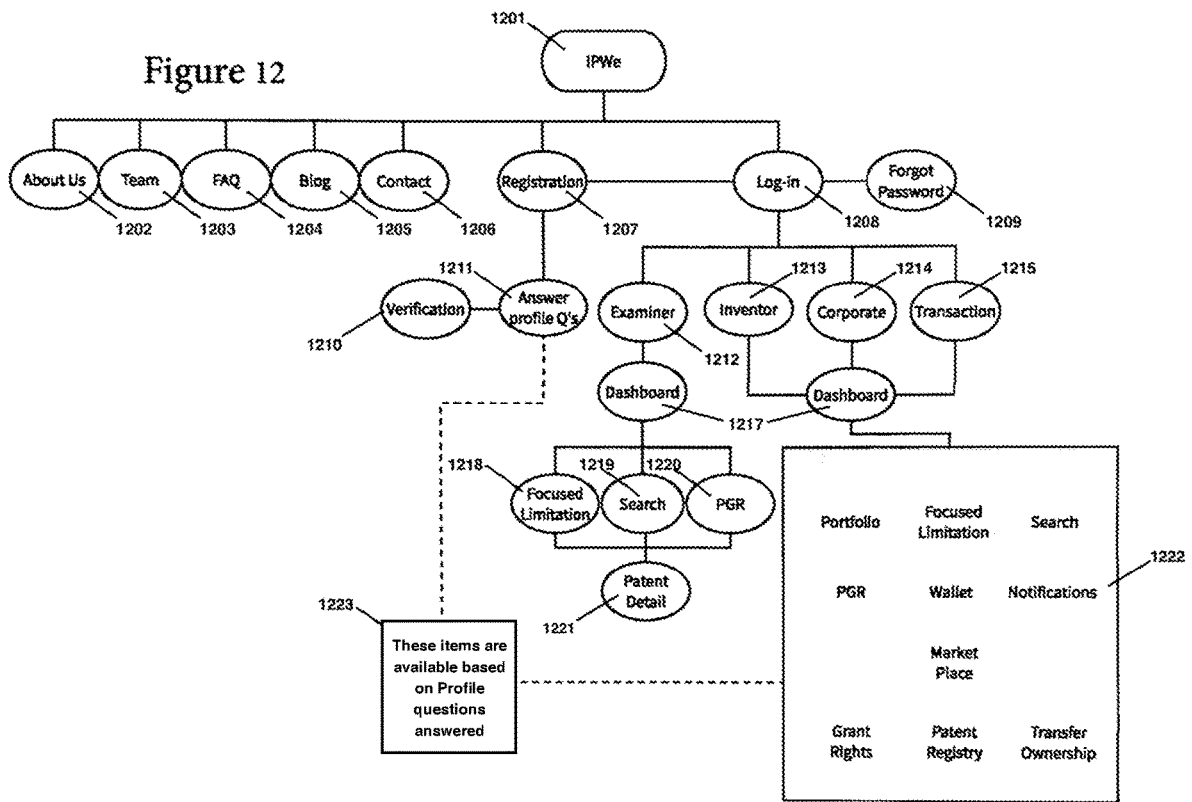 1201
IPWe
Figure 12
About Us
Team
FAQ
Blog
Contact
Registration
Log-in
Forgot
Password
1202
1203
1204
1205
1206
1207
1208
1209
1211
1213
1214
1215
Verification
Answer
profile Q's
Examiner
Inventor
Corporate
Transaction
1210
1212
Dashboard
1217
Dashboard
1218
1219
1220
Focused
Limitation
Search
PGR
Patent
Detail
1221
Portfolio
Focused
Limitation
Search
1222
PGR
Wallet
Notifications
Market
Place
Grant
Rights
Patent
Registry
Transfer
Ownership
1223
These items are
available based
on Profile
questions
answered